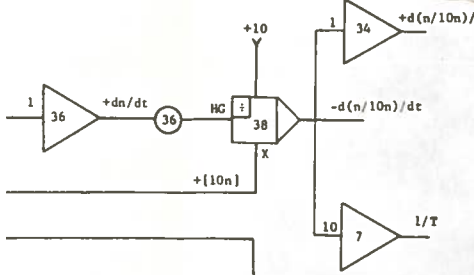 +10
1
34
+d(n/10n)/
1
36
+dn/dt
36
HG
÷
38
-d(n/10n)/dt
X
+[10n]
10
7
1/T